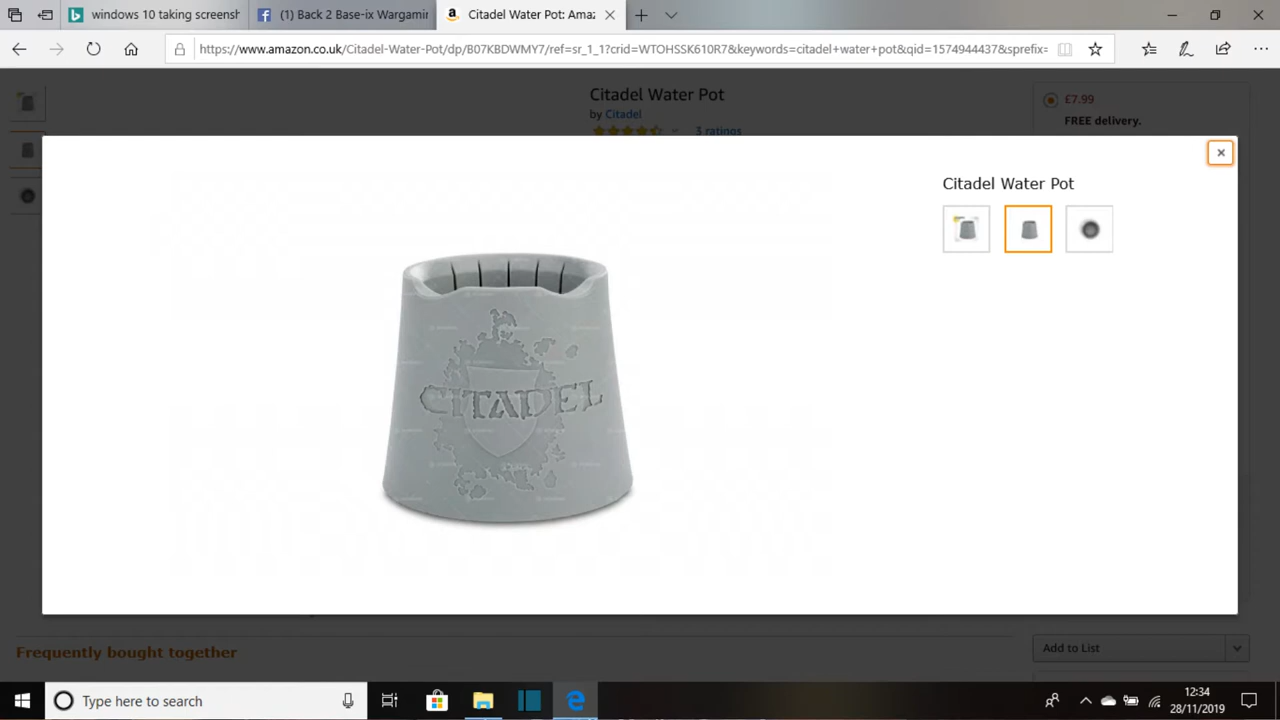 windows 10 taking screensh
(1) Back 2 Base-ix Wargamin
Citadel Water Pot: Amaz
https://www.amazon.co.uk/Citadel-Water-Pot/dp/B07KBDWMY7/ref=sr_1_1?crid=WTOHSSK610R7&keywords=citadel+water+pot&qid=1574944437&sprefix=
Citadel Water Pot
by Citadel
3 ratings
£7.99
FREE delivery.
Citadel Water Pot
CITADEL
Frequently bought together
Add to List
Type here to search
12:34
28/11/2019